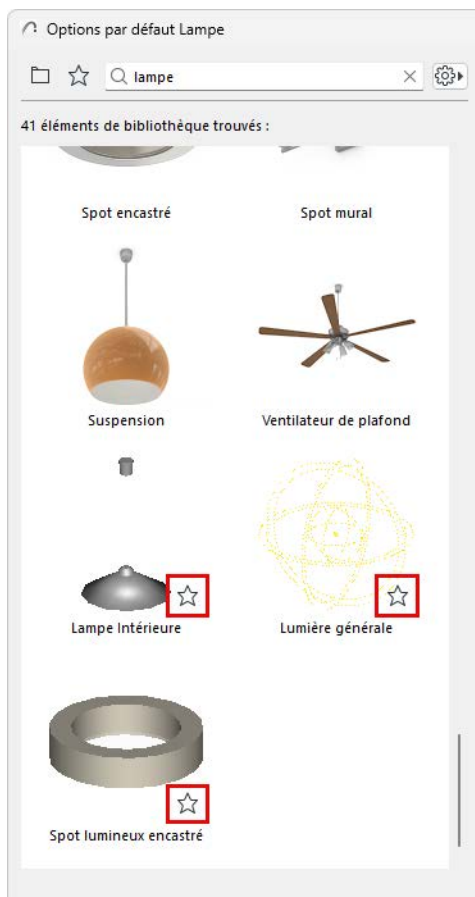 Options par défaut Lampe
lampe
41 éléments de bibliothèque trouvés :
Spot encastré
Spot mural
Suspension
Ventilateur de plafond
Lampe Intérieure
Lumière générale
Spot lumineux encastré